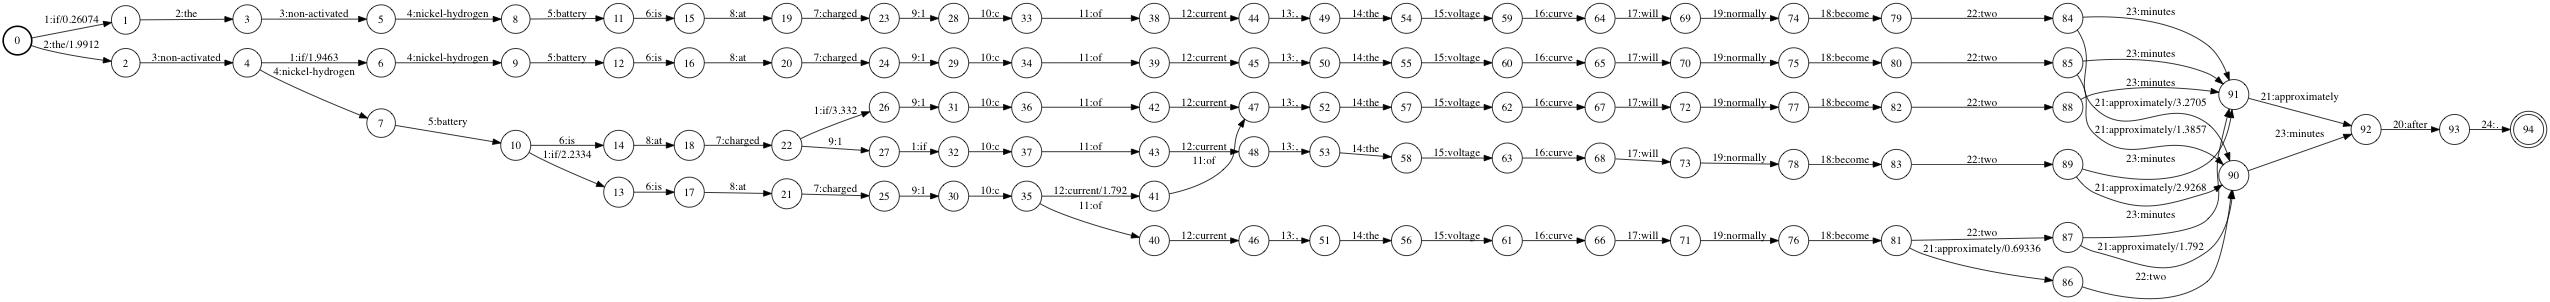 0 1:if/0.26074 1 2:the 3 3:non-activated 5 4:nickel-hydrogen 8 5:battery 11 6:is 15 8:at 19 7:charged 23 9:1 28 10:c 33 11:of 38 12:current 44 13:, 49 14:the 54 15:voltage 59 16:curve 64 17:will 69 19:normally 74 18:become 79 22:two 84 23:minutes
2:the/1.9912 2 3:non-activated 4 1:if/1.9463 6 4:nickel-hydrogen 9 5:battery 12 6:is 16 8:at 20 7:charged 24 9:1 29 10:c 34 11:of 39 12:current 45 13:, 50 14:the 55 15:voltage 60 16:curve 65 17:will 70 19:normally 75 18:become 80 22:two 85 23:minutes
4:nickel-hydrogen 7 5:battery 10
1:if/3.332 26 9:1 31 10:c 36 11:of 42 12:current 47 13:, 52 14:the 57 15:voltage 62 16:curve 67 17:will 72 19:normally 77 18:become 82 22:two 88 23:minutes 91 21:approximately
21:approximately/3.2705
21:approximately/1.3857
6:is 14 8:at 18 7:charged 22 9:1 27 1:if 32 10:c 37 11:of 43 12:current 48 13:, 53 14:the 58 15:voltage 63 16:curve 68 17:will 73 19:normally 78 18:become 83 22:two 89 23:minutes
21:approximately/2.9268 90 23:minutes 92 20:after 93 24:. 94
1:if/2.2334 13 6:is 17 8:at 21 7:charged 25 9:1 30 10:c 35 12:current/1.792 41 11:of
11:of 40 12:current 46 13:, 51 14:the 56 15:voltage 61 16:curve 66 17:will 71 19:normally 76 18:become 81 22:two 87 23:minutes
21:approximately/1.792
21:approximately/0.69336 86 22:two